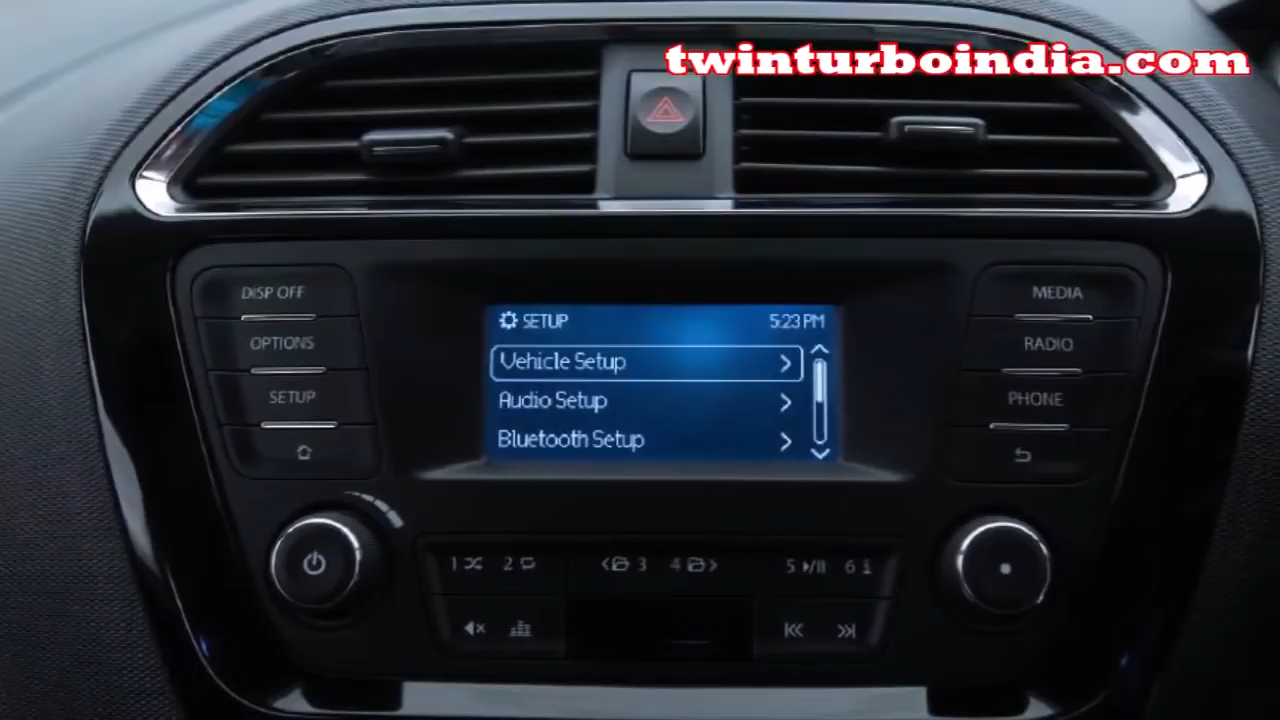 twinturboindia.com
DISP OFF
OPTIONS
SETUP
SETUP 5:23 PM
Vehicle Setup
Audio Setup
Bluetooth Setup
MEDIA
RADIO
PHONE
1 2 3 4 5 6 i